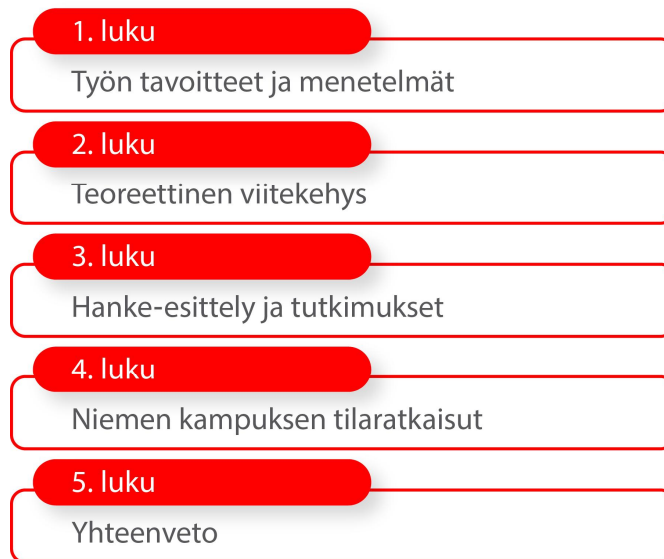 1. luku
Työn tavoitteet ja menetelmät
2. luku
Teoreettinen viitekehys
3. luku
Hanke-esittely ja tutkimukset
4. luku
Niemen kampuksen tilaratkaisut
5. luku
Yhteenveto